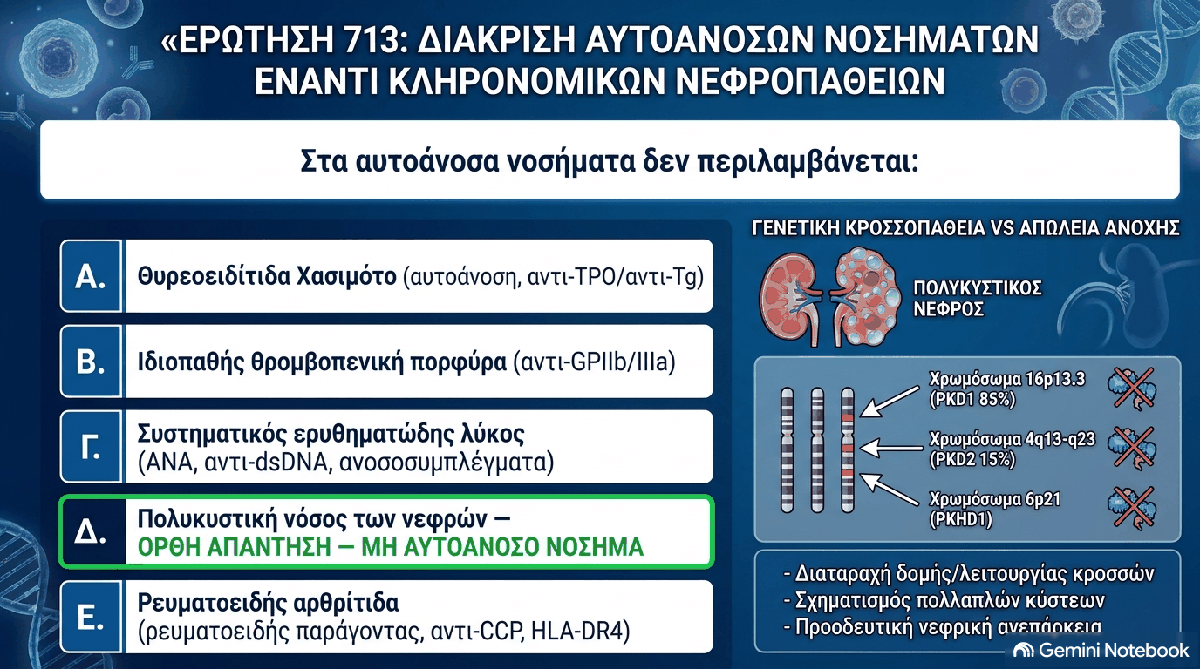 «ΕΡΩΤΗΣΗ 713: ΔΙΑΚΡΙΣΗ ΑΥΤΟΑΝΟΣΩΝ ΝΟΣΗΜΑΤΩΝ
ΕΝΑΝΤΙ ΚΛΗΡΟΝΟΜΙΚΩΝ ΝΕΦΡΟΠΑΘΕΙΩΝ
Στα αυτοάνοσα νοσήματα δεν περιλαμβάνεται:
Α.
Θυρεοειδίτιδα Χασιμότο (αυτοάνοση, αντι-TPO/αντι-Tg)
Β.
Ιδιοπαθής θρομβοπενική πορφύρα (αντι-GPIIb/IIIa)
Γ.
Συστηματικός ερυθηματώδης λύκος
(ANA, αντι-dsDNA, ανοσοσυμπλέγματα)
Δ.
Πολυκυστική νόσος των νεφρών –
ΟΡΘΗ ΑΠΑΝΤΗΣΗ – ΜΗ ΑΥΤΟΑΝΟΣΟ ΝΟΣΗΜΑ
Ε.
Ρευματοειδής αρθρίτιδα
(ρευματοειδής παράγοντας, αντι-CCP, HLA-DR4)
ΓΕΝΕΤΙΚΗ ΚΡΟΣΣΟΠΑΘΕΙΑ VS ΑΠΩΛΕΙΑ ΑΝΟΧΗΣ
ΠΟΛΥΚΥΣΤΙΚΟΣ
ΝΕΦΡΟΣ
Χρωμόσωμα 16p13.3
(PKD1 85%)
Χρωμόσωμα 4q13-q23
(PKD2 15%)
Χρωμόσωμα 6p21
(PKHD1)
- Διαταραχή δομής/λειτουργίας κροσσών
- Σχηματισμός πολλαπλών κύστεων
- Προοδευτική νεφρική ανεπάρκεια
Gemini Notebook